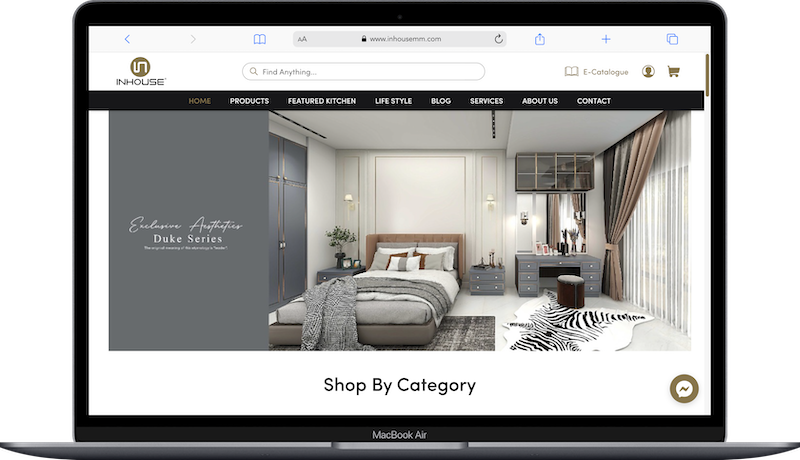 AA www.inhousemm.com
INHOUSE
Find Anything...
E-Catalogue
HOME PRODUCTS FEATURED KITCHEN LIFE STYLE BLOG SERVICES ABOUT US CONTACT
Exclusive Aesthetics
Duke Series
Shop By Category
MacBook Air